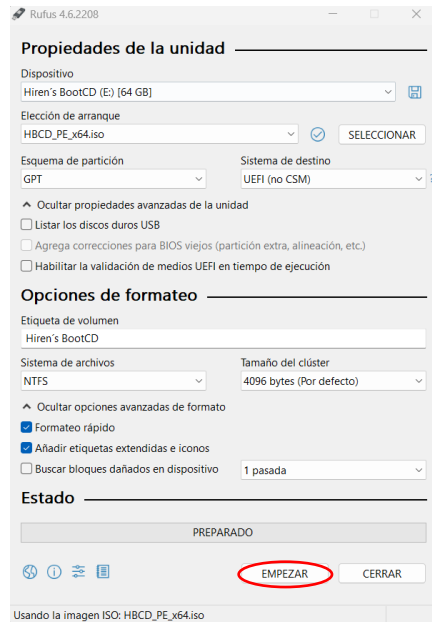 Rufus 4.6.2208
Propiedades de la unidad
Dispositivo
Hiren´s BootCD (E:) [64 GB]
Elección de arranque
HBCD_PE_x64.iso
SELECCIONAR
Esquema de partición Sistema de destino
GPT UEFI (no CSM) ?
Ocultar propiedades avanzadas de la unidad
Listar los discos duros USB
Agrega correcciones para BIOS viejos (partición extra, alineación, etc.)
Habilitar la validación de medios UEFI en tiempo de ejecución
Opciones de formateo
Etiqueta de volumen
Hiren´s BootCD
Sistema de archivos Tamaño del clúster
NTFS 4096 bytes (Por defecto)
Ocultar opciones avanzadas de formato
Formateo rápido
Añadir etiquetas extendidas e iconos
Buscar bloques dañados en dispositivo 1 pasada
Estado
PREPARADO
EMPEZAR CERRAR
Usando la imagen ISO: HBCD_PE_x64.iso